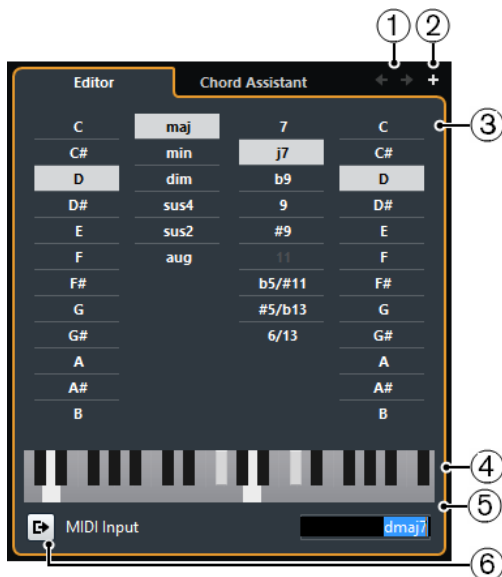 ① ②
Editor Chord Assistant ← → +
C maj 7 C ③
C# min j7 C#
D dim b9 D
D# sus4 9 D#
E sus2 #9 E
F aug 11 F
F# b5/#11 F#
G #5/b13 G
G# 6/13 G#
A A
A# A#
B B
④
⑤
MIDI Input dmaj7
⑥